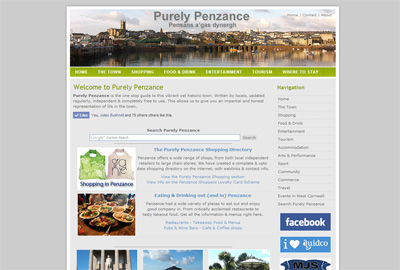 Purely Penzance
Pensans a'gas dynergh
Home | Contact | About
HOME THE TOWN SHOPPING FOOD & DRINK ENTERTAINMENT TOURISM WHERE TO STAY
Welcome to Purely Penzance
Purely Penzance is the one stop guide to this vibrant yet historic town. Written by locals, updated
regularly, independent & completely free to use. This allows us to give you an impartial and honest
representation of life in the town.
Like You, Julian Busnell and 75 others like this.
Search Purely Penzance
Google Custom Search Search
The Purely Penzance Shopping Directory
Penzance offers a wide range of shops, from both local independent
retailers to large chain stores. We have created a complete & upto
date shopping directory on the internet, with weblinks & contact info.
View the Purely Penzance Shopping section
View info on the Penzance Shoppers Loyalty Card Scheme
Shopping in Penzance
Eating & Drinking out (and in) Penzance
Penzance had a wide variety of places to eat out and enjoy
good company in. From critically acclaimed restaurants to
tasty takeout food. Get all the information & menus right here.
Restaurants - Takeaway Food & Menus
Pubs & Wine Bars - Cafe & Coffee shops
Navigation
Home
The Town
Shopping
Food & Drink
Entertainment
Tourism
Accommodation
Arts & Performance
Sport
Community
Commerce
Travel
Events in West Cornwall
Search Purely Penzance
facebook
i quidco
MJS